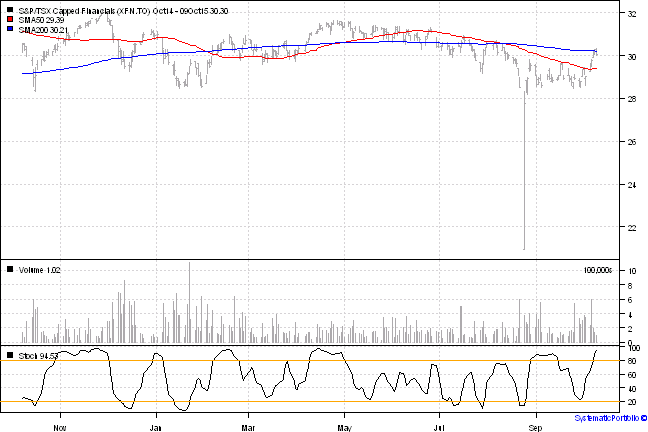 S&P/TSX Capped Financials (XFN.TO) Oct14 - 09Oct15 30.30
SMA50 29.39
SMA200 30.21
32
30
28
26
24
22
Volume 1.02
100,000s
10
8
6
4
2
0
Stoch 94.53
100
80
60
40
20
Nov Jan Mar May Jul Sep
SystematicPortfolio ©